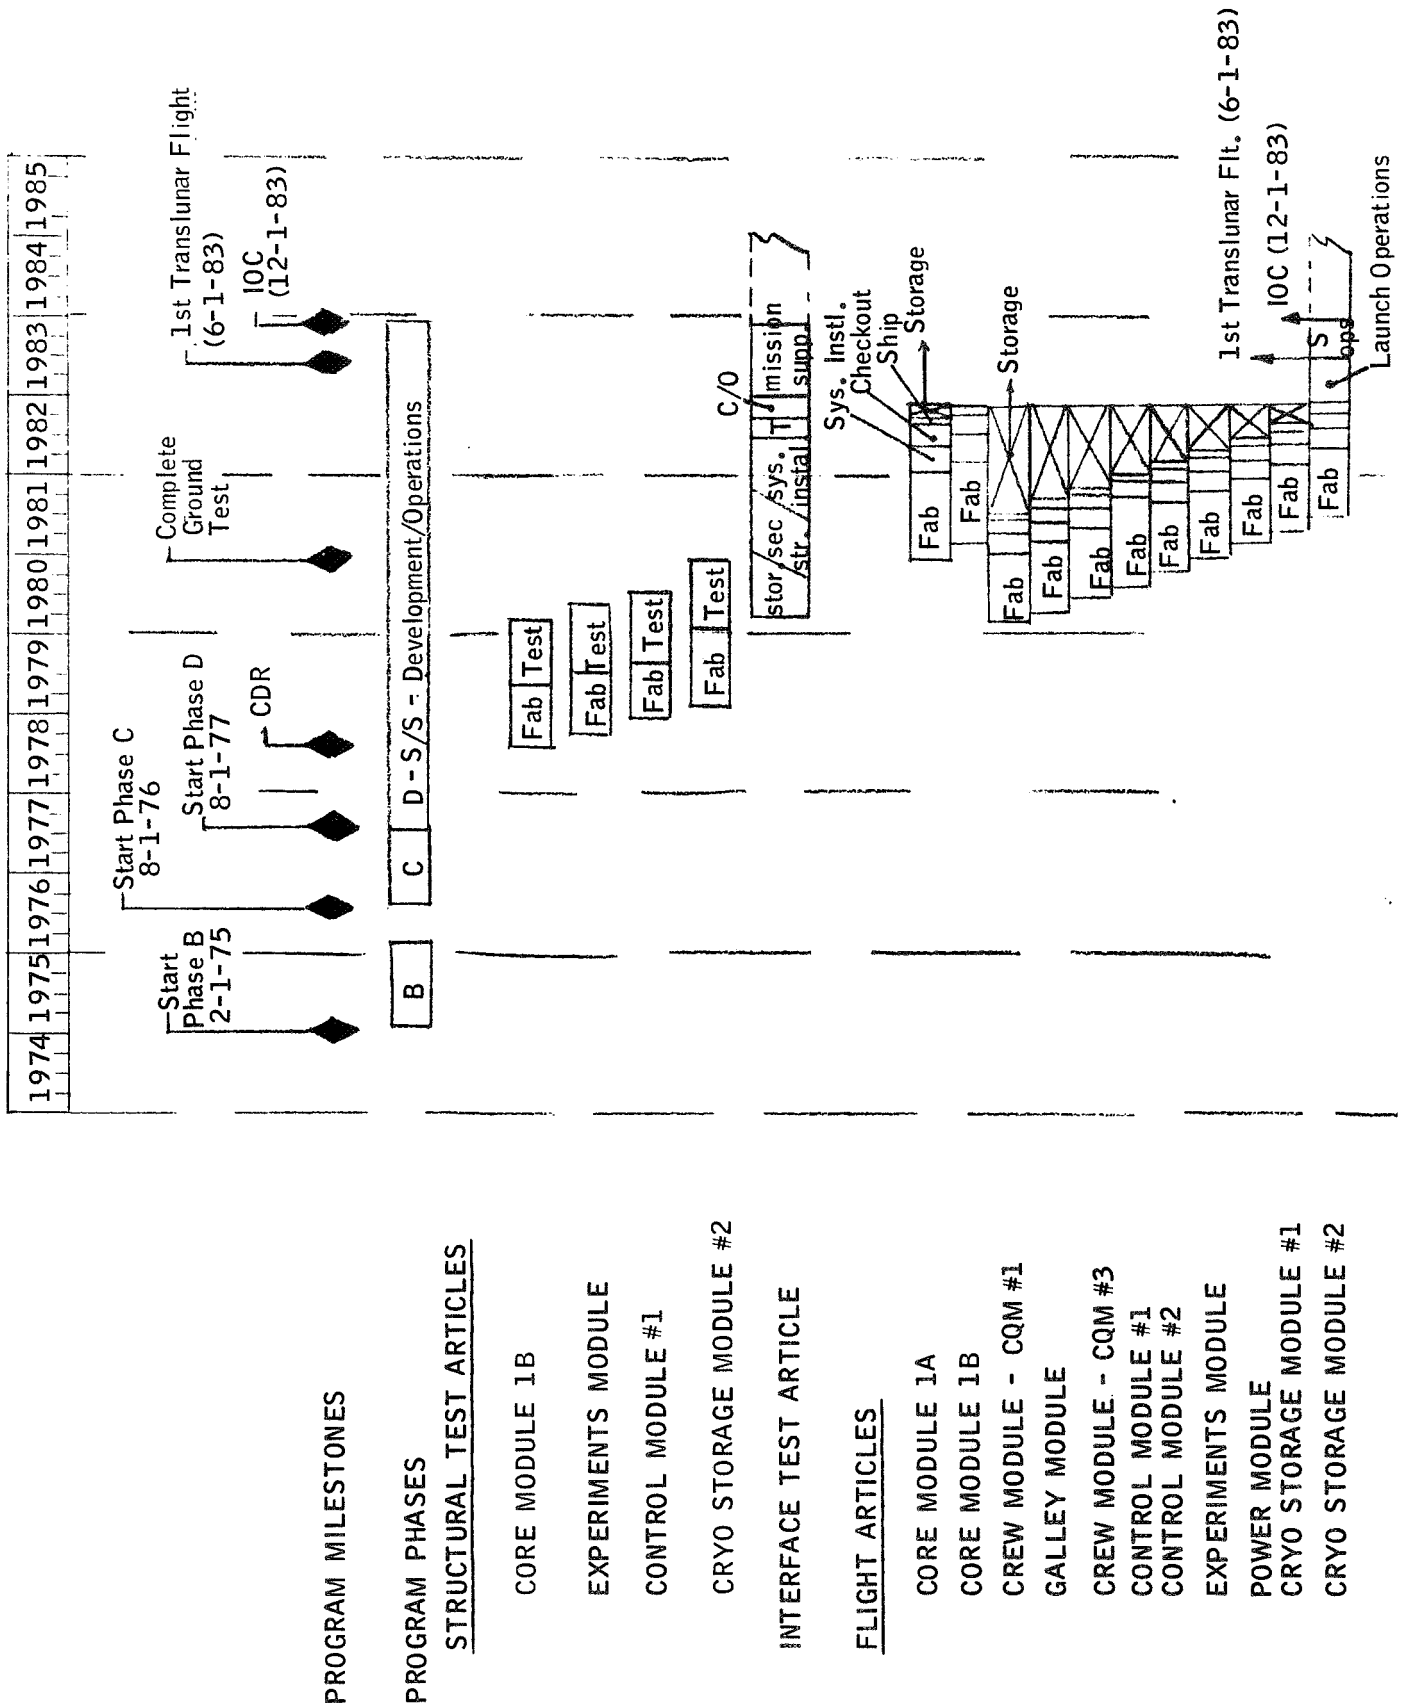 1974 1975 1976 1977 1978 1979 1980 1981 1982 1983 1984 1985
PROGRAM MILESTONES
Start
Phase B
2-1-75
Start Phase C
8-1-76
Start Phase D
8-1-77
CDR
Complete
Ground
Test
1st Translunar Flight
(6-1-83)
IOC
(12-1-83)
PROGRAM PHASES
B
C
D - S/S - Development/Operations
STRUCTURAL TEST ARTICLES
CORE MODULE 1B
Fab Test
EXPERIMENTS MODULE
Fab Test
CONTROL MODULE #1
Fab Test
CRYO STORAGE MODULE #2
Fab Test
INTERFACE TEST ARTICLE
stor. sec sys. T mission
str. instal supp.
C/O
FLIGHT ARTICLES
Sys. Instl.
Checkout
Ship
Storage
CORE MODULE 1A
Fab
CORE MODULE 1B
Fab
CREW MODULE - CQM #1
Fab
Storage
GALLEY MODULE
Fab
CREW MODULE - CQM #3
Fab
CONTROL MODULE #1
Fab
CONTROL MODULE #2
Fab
EXPERIMENTS MODULE
Fab
POWER MODULE
Fab
CRYO STORAGE MODULE #1
Fab
CRYO STORAGE MODULE #2
Fab
S
ops
1st Translunar Flt. (6-1-83)
IOC (12-1-83)
Launch Operations